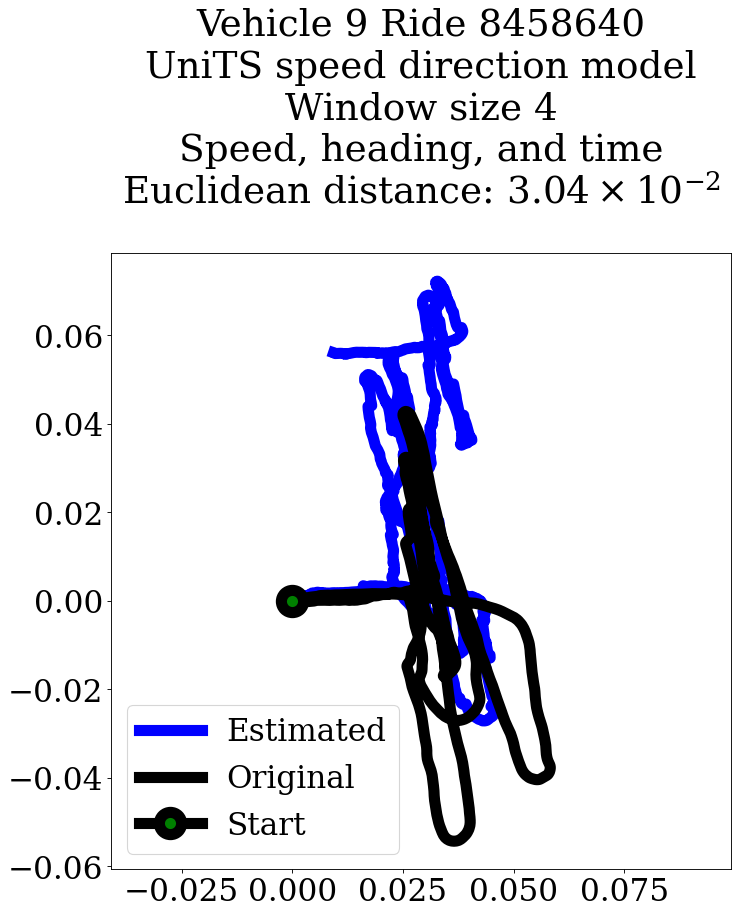 Vehicle 9 Ride 8458640
UniTS speed direction model
Window size 4
Speed, heading, and time
Euclidean distance: 3.04 × 10⁻²
0.06
0.04
0.02
0.00
−0.02
−0.04
−0.06
Estimated
Original
Start
−0.025 0.000 0.025 0.050 0.075